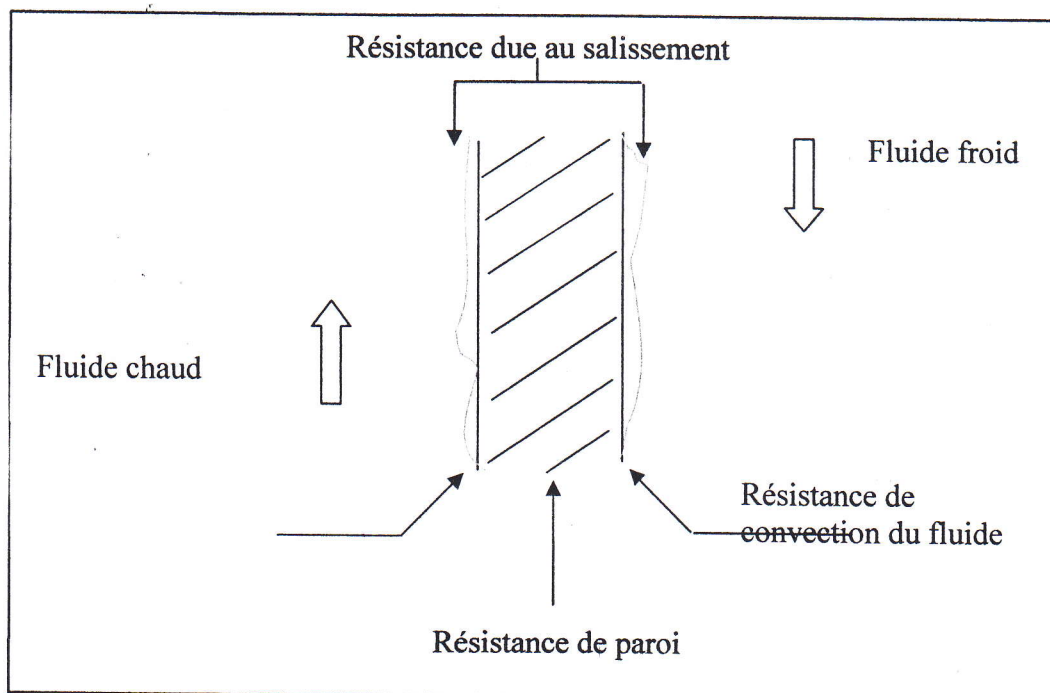 Résistance due au salissement
Fluide froid
Fluide chaud
Résistance de
convection du fluide
Résistance de paroi